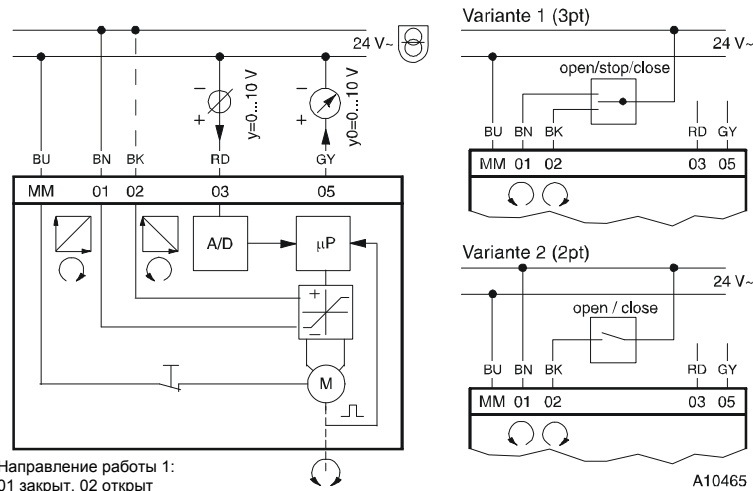 24 V~
− +
y=0...10 V
− +
y0=0...10 V
BU BN BK RD GY
MM 01 02 03 05
A/D µP
+
−
M
Направление работы 1:
01 закрыт, 02 открыт
Variante 1 (3pt)
24 V~
open/stop/close
BU BN BK RD GY
MM 01 02 03 05
Variante 2 (2pt)
24 V~
open / close
BU BN BK RD GY
MM 01 02 03 05
A10465